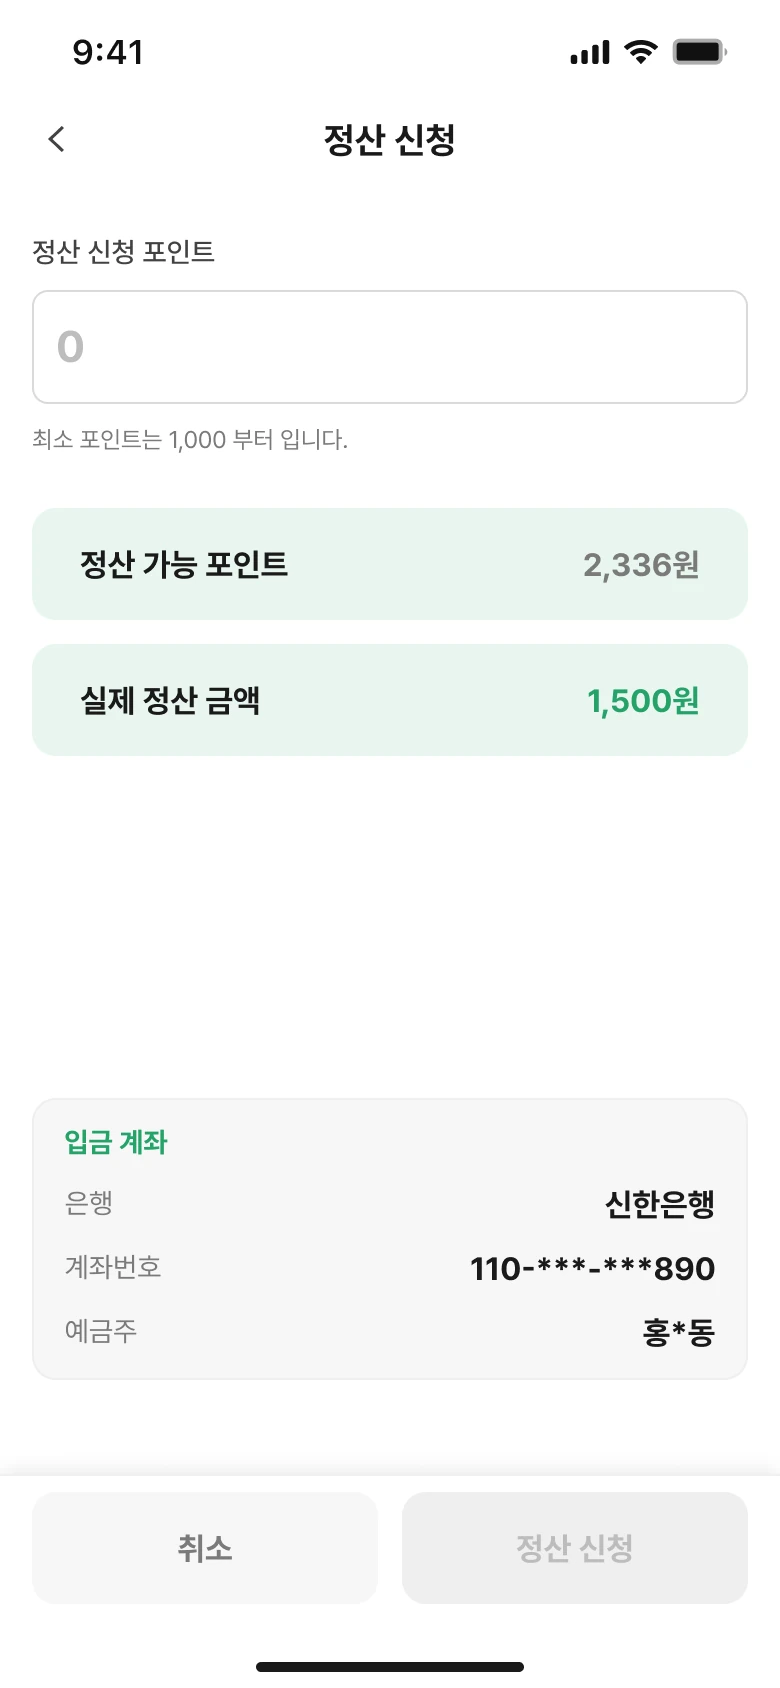 9:41
정산 신청
정산 신청 포인트
0
최소 포인트는 1,000 부터 입니다.
정산 가능 포인트 2,336원
실제 정산 금액 1,500원
입금 계좌
은행 신한은행
계좌번호 110-***-***890
예금주 홍*동
취소 정산 신청